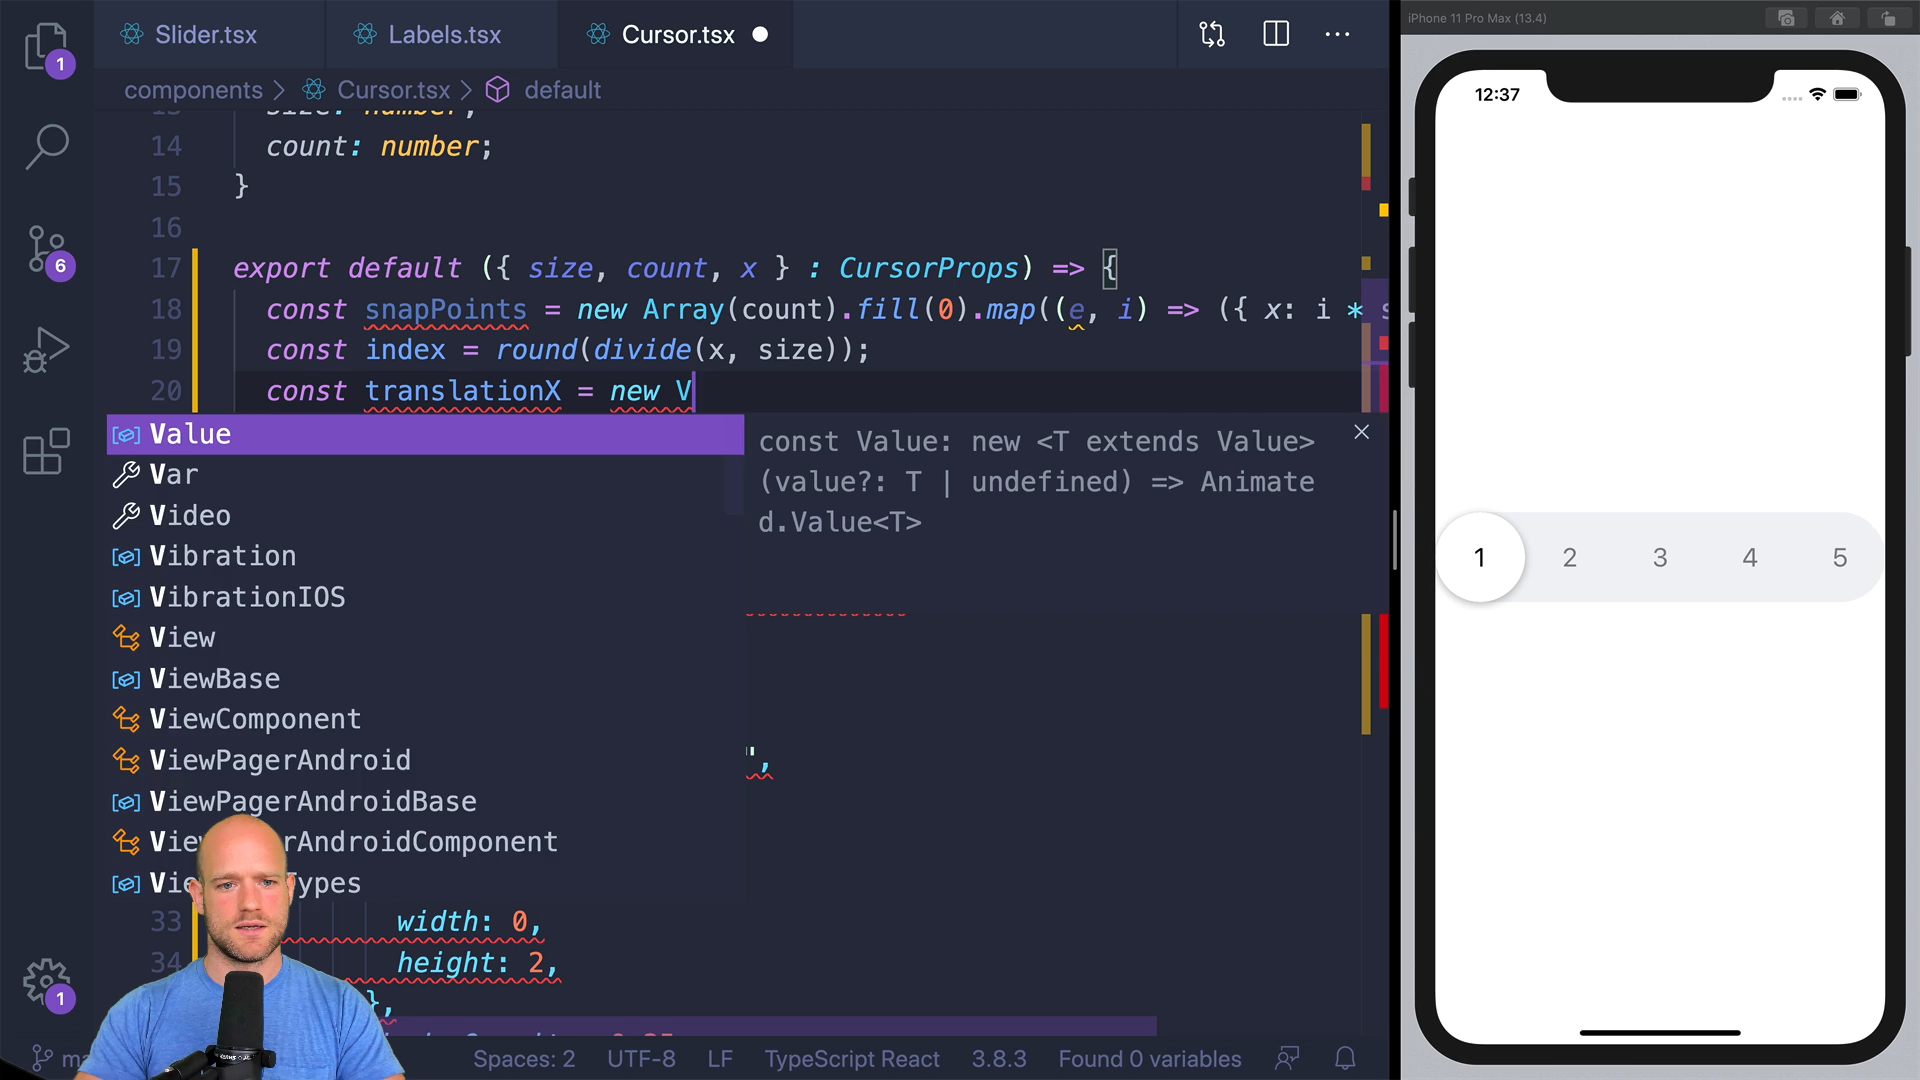 Slider.tsx
Labels.tsx
Cursor.tsx
components > Cursor.tsx > default
14 count: number;
15 }
16
17 export default ({ size, count, x } : CursorProps) => {
18 const snapPoints = new Array(count).fill(0).map((e, i) => ({ x: i *
19 const index = round(divide(x, size));
20 const translationX = new V
Value
Var
Video
Vibration
VibrationIOS
View
ViewBase
ViewComponent
ViewPagerAndroid
ViewPagerAndroidBase
AndroidComponent
Types
const Value: new <T extends Value>
(value?: T | undefined) => Animate
d.Value<T>
",
33 width: 0,
34 height: 2,
},
Spaces: 2 UTF-8 LF TypeScript React 3.8.3 Found 0 variables
1
6
1
iPhone 11 Pro Max (13.4)
12:37
1 2 3 4 5